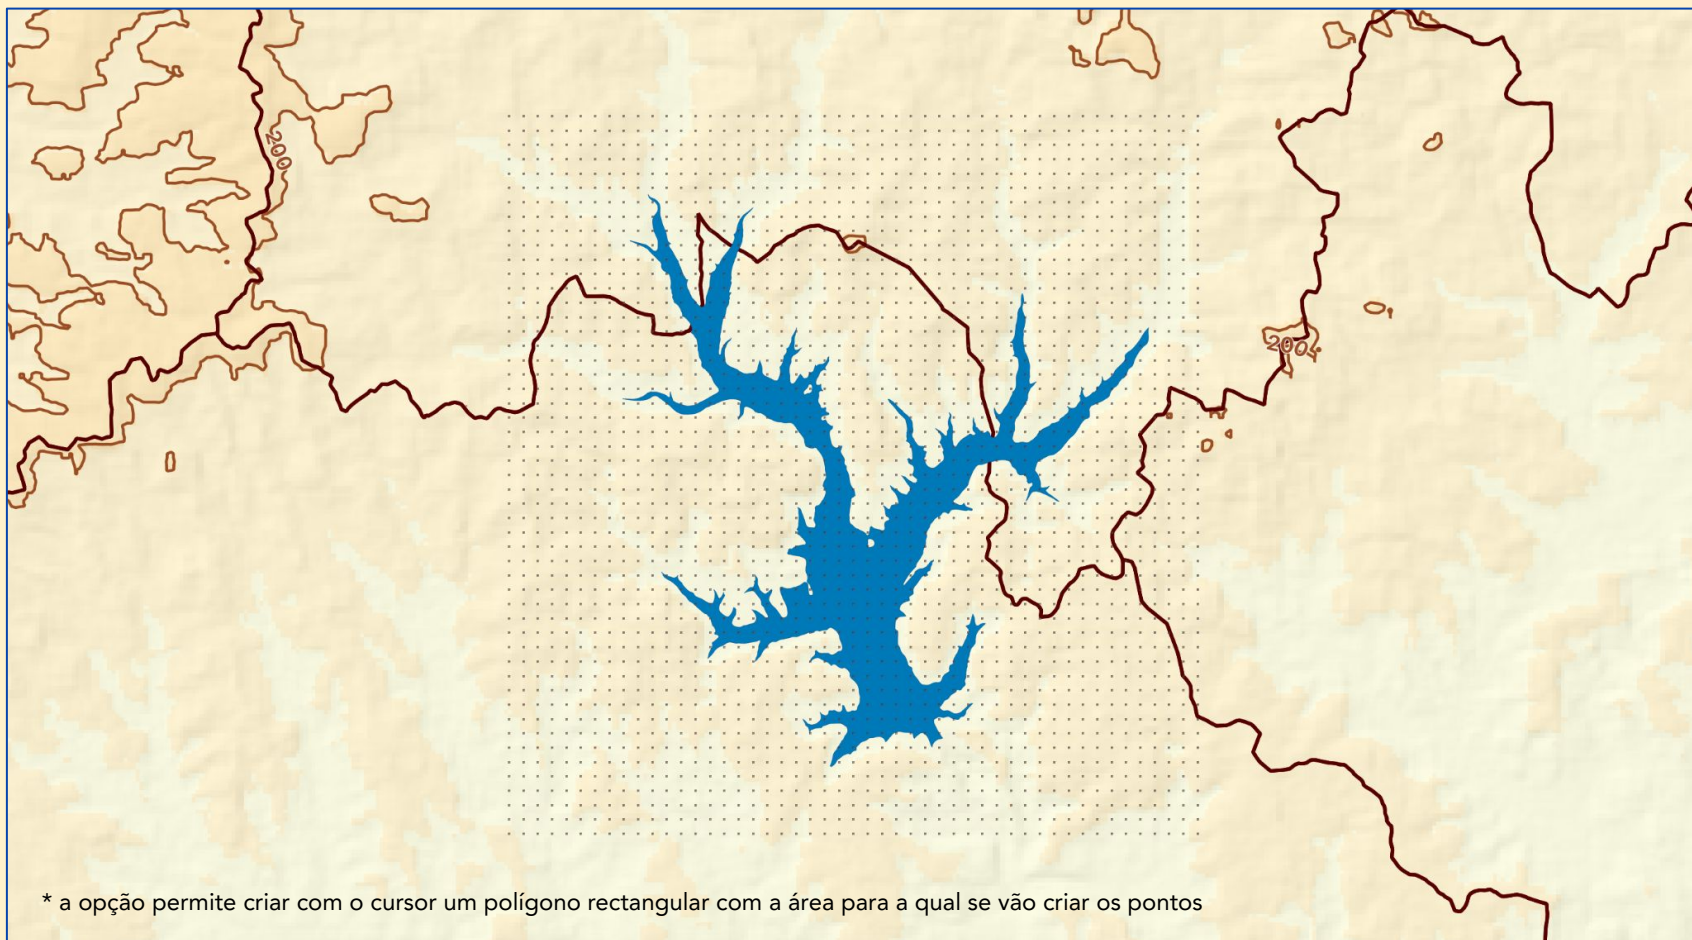 200
200
* a opção permite criar com o cursor um polígono rectangular com a área para a qual se vão criar os pontos